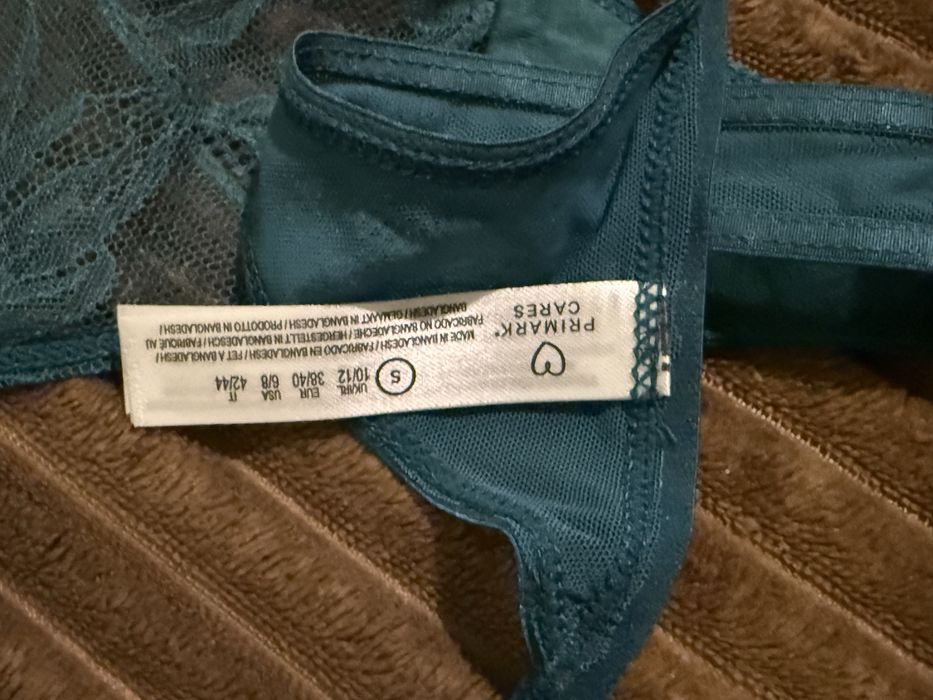 PRIMARK®
CARES
S
UK/IRL EUR USA IT
10/12 38/40 6/8 42/44
MADE IN BANGLADESH / FABRICADO EN BANGLADESH / FET A BANGLADESH /
FABRICADO NO BANGLADECHE / HERGESTELLT IN BANGLADESCH / FABRIQUÉ AU
BANGLADESH / GEMAAKT IN BANGLADESH / PRODOTTO IN BANGLADESH /